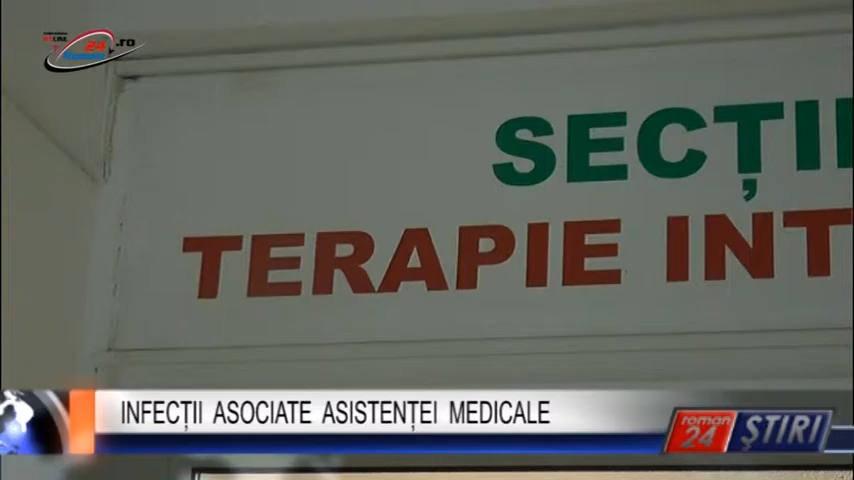 24.ro
SECȚI
TERAPIE INT
INFECȚII ASOCIATE ASISTENȚEI MEDICALE
roman
24
ȘTIRI